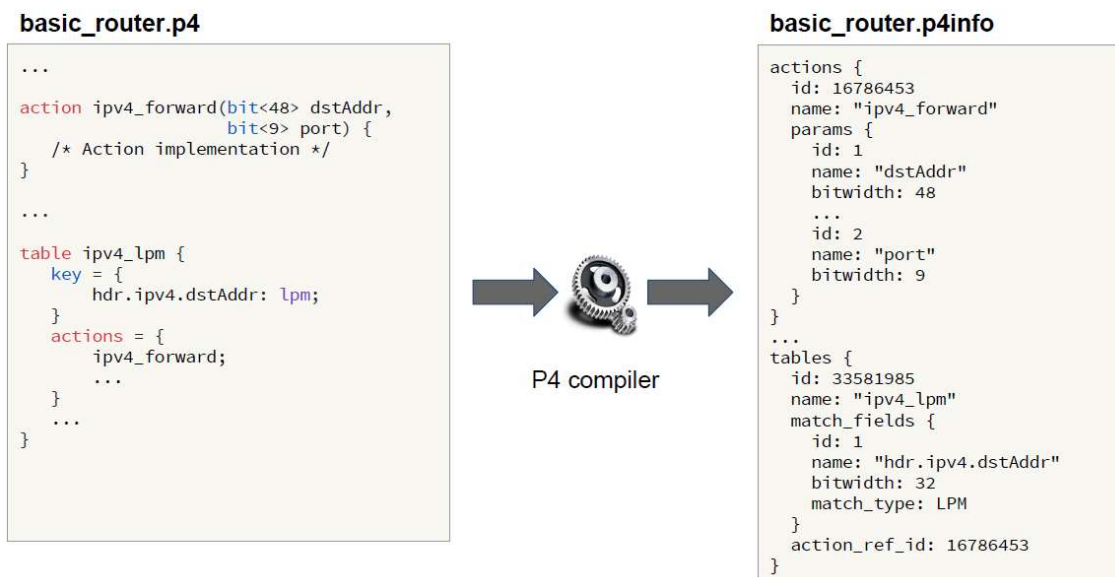 basic_router.p4
...
action ipv4_forward(bit<48> dstAddr,
                    bit<9> port) {
   /* Action implementation */
}
...
table ipv4_lpm {
   key = {
       hdr.ipv4.dstAddr: lpm;
   }
   actions = {
       ipv4_forward;
       ...
   }
   ...
}
P4 compiler
basic_router.p4info
actions {
  id: 16786453
  name: "ipv4_forward"
  params {
    id: 1
    name: "dstAddr"
    bitwidth: 48
    ...
    id: 2
    name: "port"
    bitwidth: 9
  }
}
...
tables {
  id: 33581985
  name: "ipv4_lpm"
  match_fields {
    id: 1
    name: "hdr.ipv4.dstAddr"
    bitwidth: 32
    match_type: LPM
  }
  action_ref_id: 16786453
}